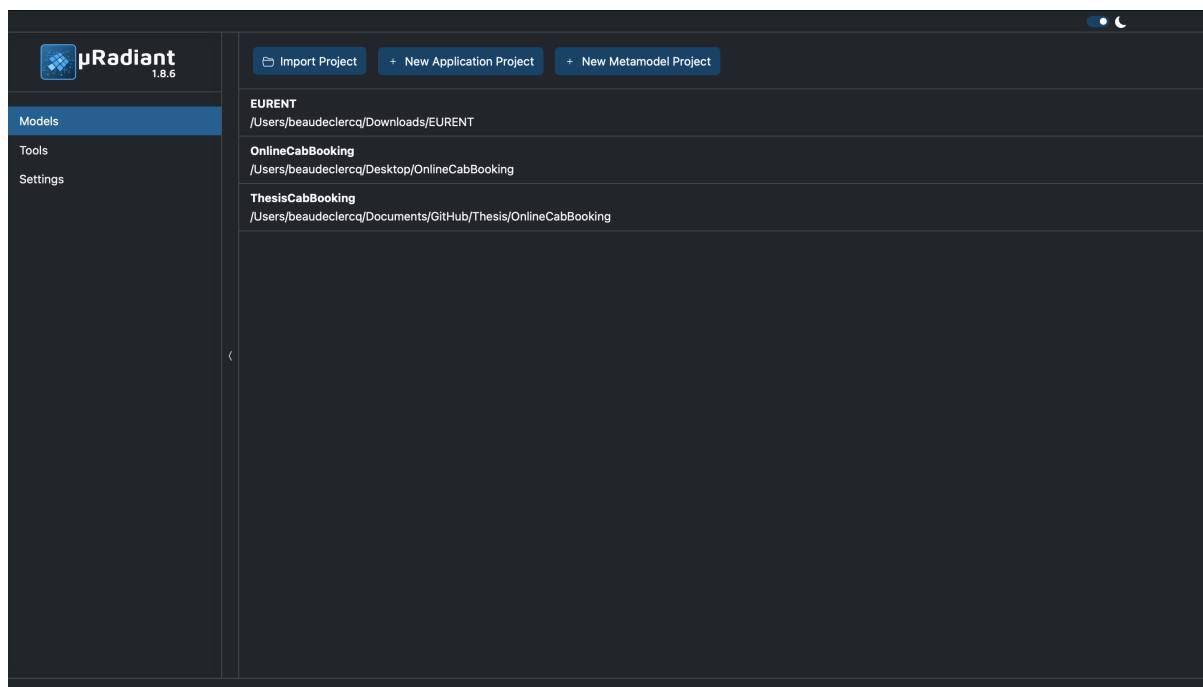 µRadiant
1.8.6
Import Project
+ New Application Project
+ New Metamodel Project
Models
Tools
Settings
EURENT
/Users/beaudeclercq/Downloads/EURENT
OnlineCabBooking
/Users/beaudeclercq/Desktop/OnlineCabBooking
ThesisCabBooking
/Users/beaudeclercq/Documents/GitHub/Thesis/OnlineCabBooking